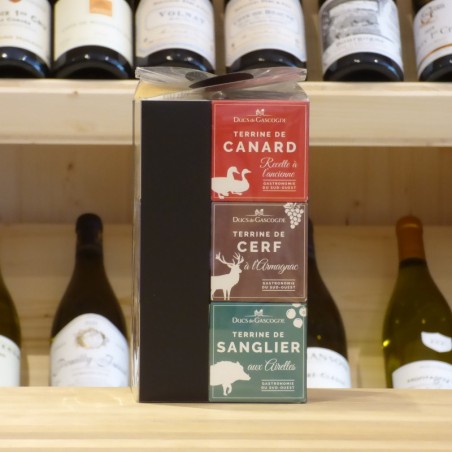 VOLNAY
DUCS de GASCOGNE
TERRINE DE
CANARD
Recette à
l'ancienne
GASTRONOMIE
DU SUD-OUEST
DUCS de GASCOGNE
TERRINE DE
CERF
à l'Armagnac
GASTRONOMIE
DU SUD-OUEST
DUCS de GASCOGNE
TERRINE DE
SANGLIER
aux Airelles
GASTRONOMIE
DU SUD-OUEST